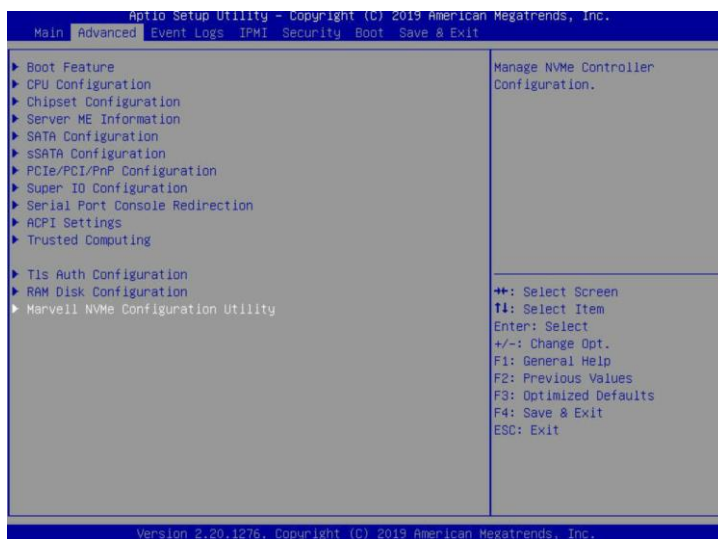 Aptio Setup Utility – Copyright (C) 2019 American Megatrends, Inc.
Main Advanced Event Logs IPMI Security Boot Save & Exit
Boot Feature
CPU Configuration
Chipset Configuration
Server ME Information
SATA Configuration
sSATA Configuration
PCIe/PCI/PnP Configuration
Super IO Configuration
Serial Port Console Redirection
ACPI Settings
Trusted Computing
Tls Auth Configuration
RAM Disk Configuration
Marvell NVMe Configuration Utility
Manage NVMe Controller
Configuration.
→←: Select Screen
↑↓: Select Item
Enter: Select
+/-: Change Opt.
F1: General Help
F2: Previous Values
F3: Optimized Defaults
F4: Save & Exit
ESC: Exit
Version 2.20.1276. Copyright (C) 2019 American Megatrends, Inc.